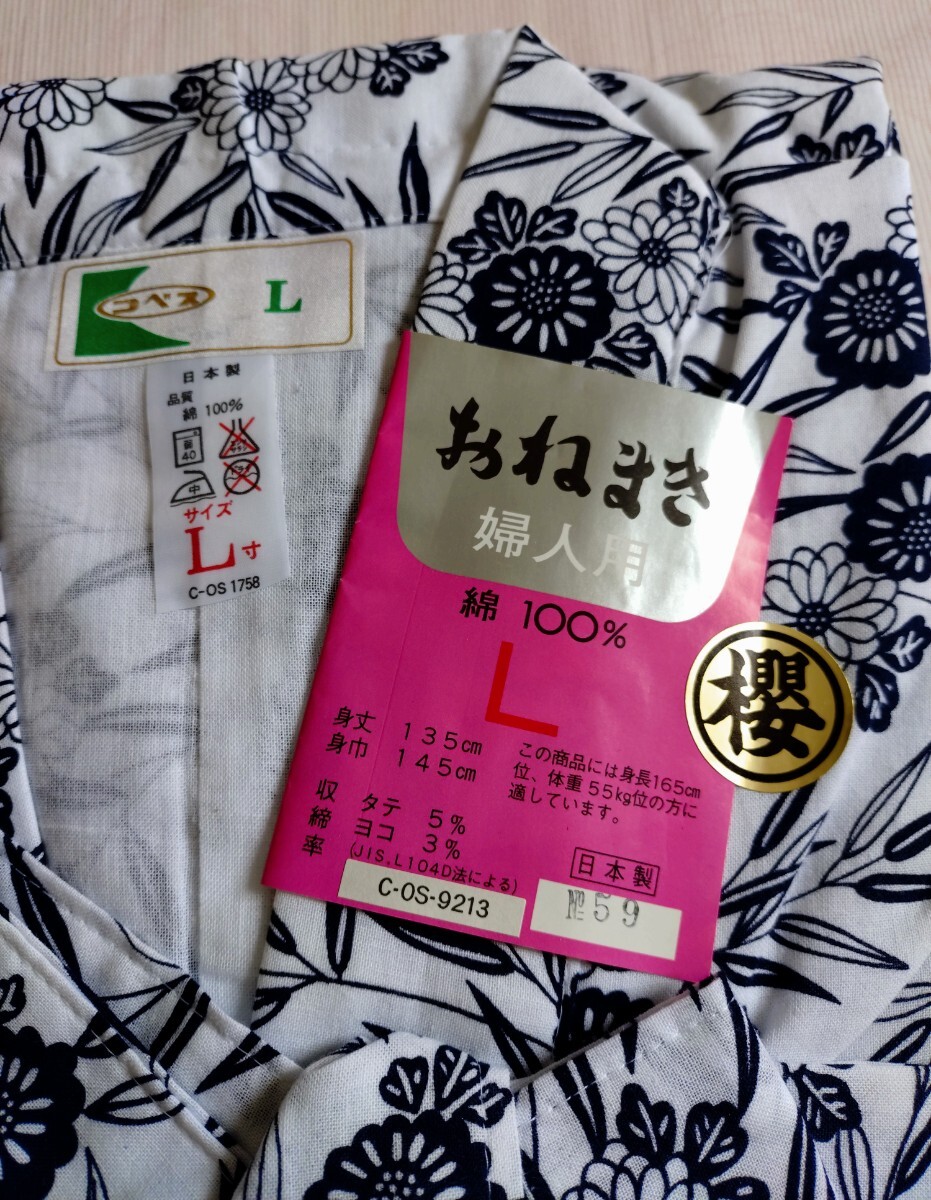 コベス L
日本製
品質
綿 100%
40
中
サイズ
L寸
C-OS 1758
おねまき
婦人用
綿 100%
L
身丈 135cm
身巾 145cm
この商品には身長165cm
位、体重55kg位の方に
適しています。
収縮率 タテ 5%
ヨコ 3%
(JIS.L104D法による)
日本製
C-OS-9213
№59
櫻